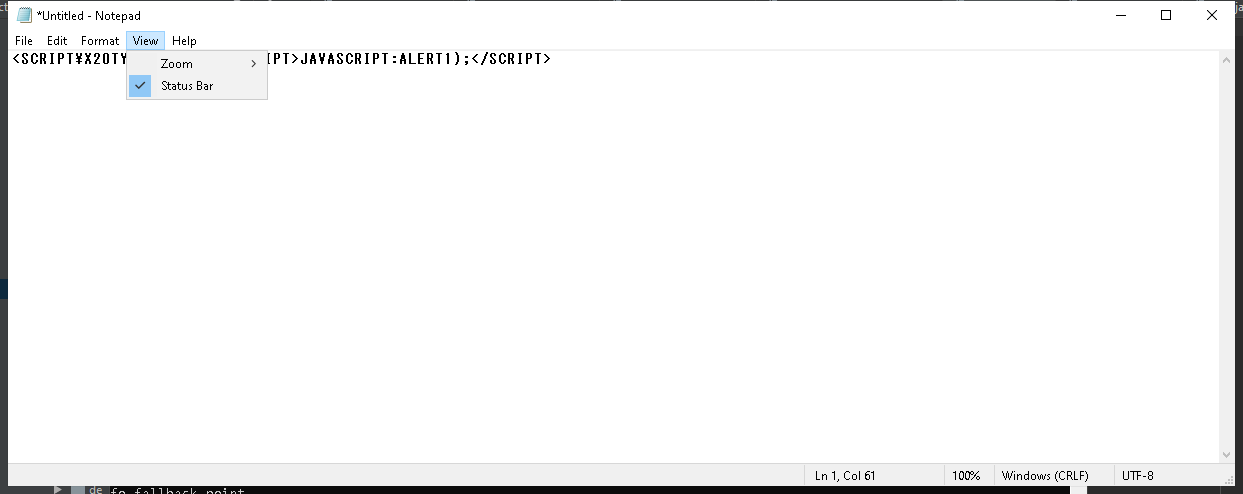 *Untitled - Notepad
File Edit Format View Help
<SCRIPT¥X20TY IPT>JAVASCRIPT:ALERT1);</SCRIPT>
Zoom
Status Bar
Ln 1, Col 61 100% Windows (CRLF) UTF-8
de fo fallback point